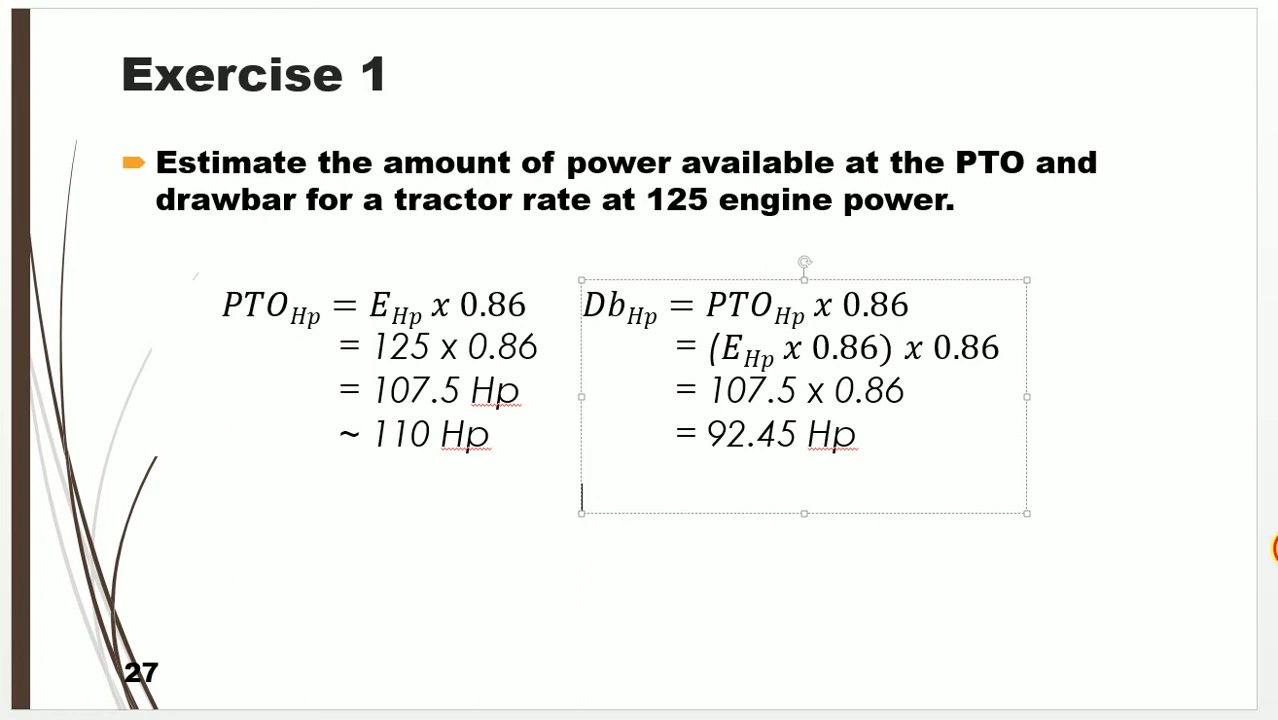 Exercise 1
Estimate the amount of power available at the PTO and
drawbar for a tractor rate at 125 engine power.
PTO_Hp = E_Hp x 0.86
= 125 x 0.86
= 107.5 Hp
~ 110 Hp
Db_Hp = PTO_Hp x 0.86
= (E_Hp x 0.86) x 0.86
= 107.5 x 0.86
= 92.45 Hp
27